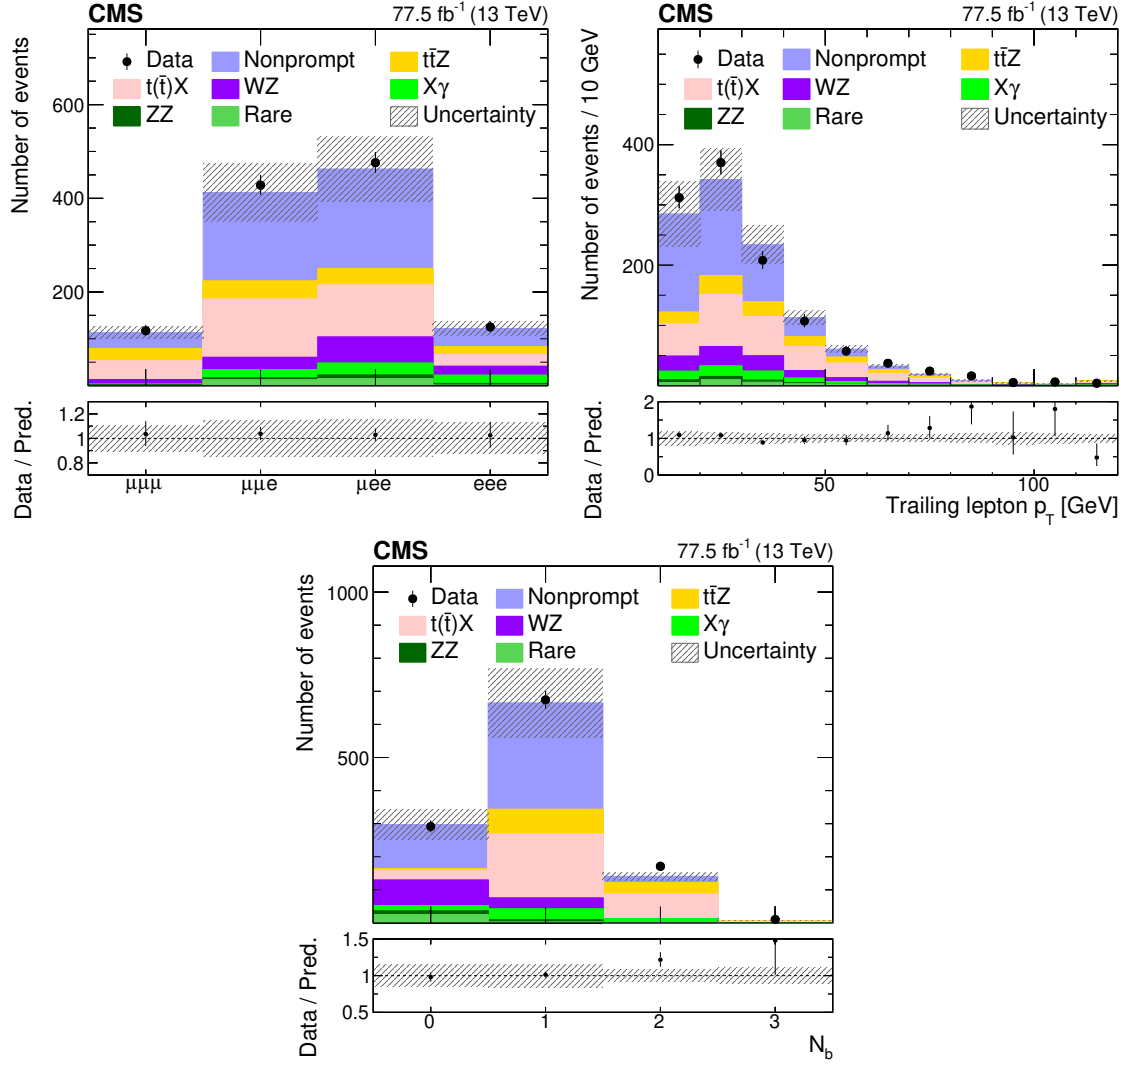 CMS 77.5 fb⁻¹ (13 TeV)
Number of events
Data Nonprompt tt̄Z
t(t̄)X WZ Xγ
ZZ Rare Uncertainty
600
400
200
Data / Pred.
1.2
1
0.8
μμμ μμe μee eee
CMS 77.5 fb⁻¹ (13 TeV)
Number of events / 10 GeV
Data Nonprompt tt̄Z
t(t̄)X WZ Xγ
ZZ Rare Uncertainty
400
200
Data / Pred.
2
1
0
50 100
Trailing lepton p_T [GeV]
CMS 77.5 fb⁻¹ (13 TeV)
Number of events
1000
Data Nonprompt tt̄Z
t(t̄)X WZ Xγ
ZZ Rare Uncertainty
500
Data / Pred.
1.5
1
0.5
0 1 2 3
N_b